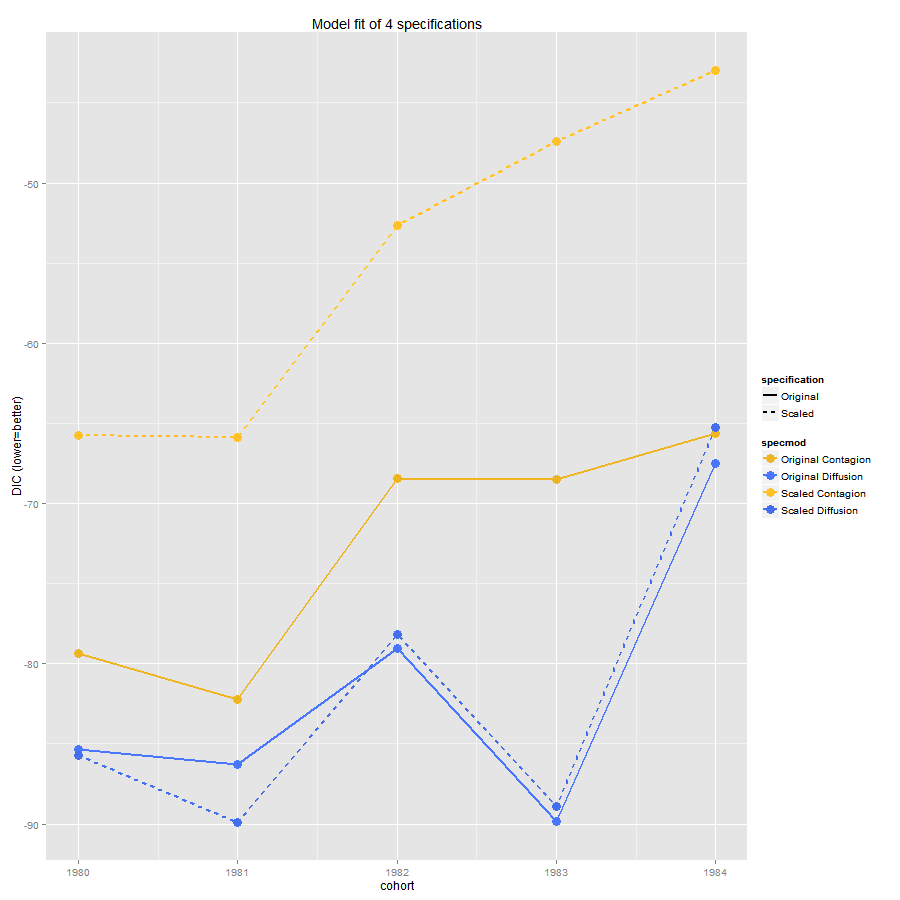 Model fit of 4 specifications
DIC (lower=better)
-50
-60
-70
-80
-90
1980
1981
1982
1983
1984
cohort
specification
Original
Scaled
specmod
Original Contagion
Original Diffusion
Scaled Contagion
Scaled Diffusion